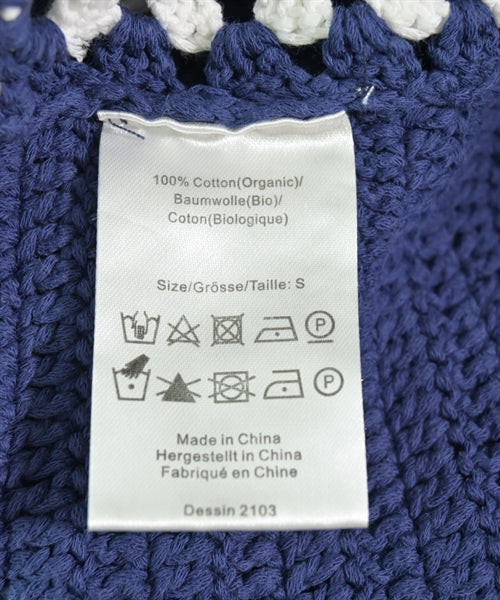 100% Cotton(Organic)/
Baumwolle(Bio)/
Coton(Biologique)
Size/Grösse/Taille: S
P
P
Made in China
Hergestellt in China
Fabriqué en Chine
Dessin 2103